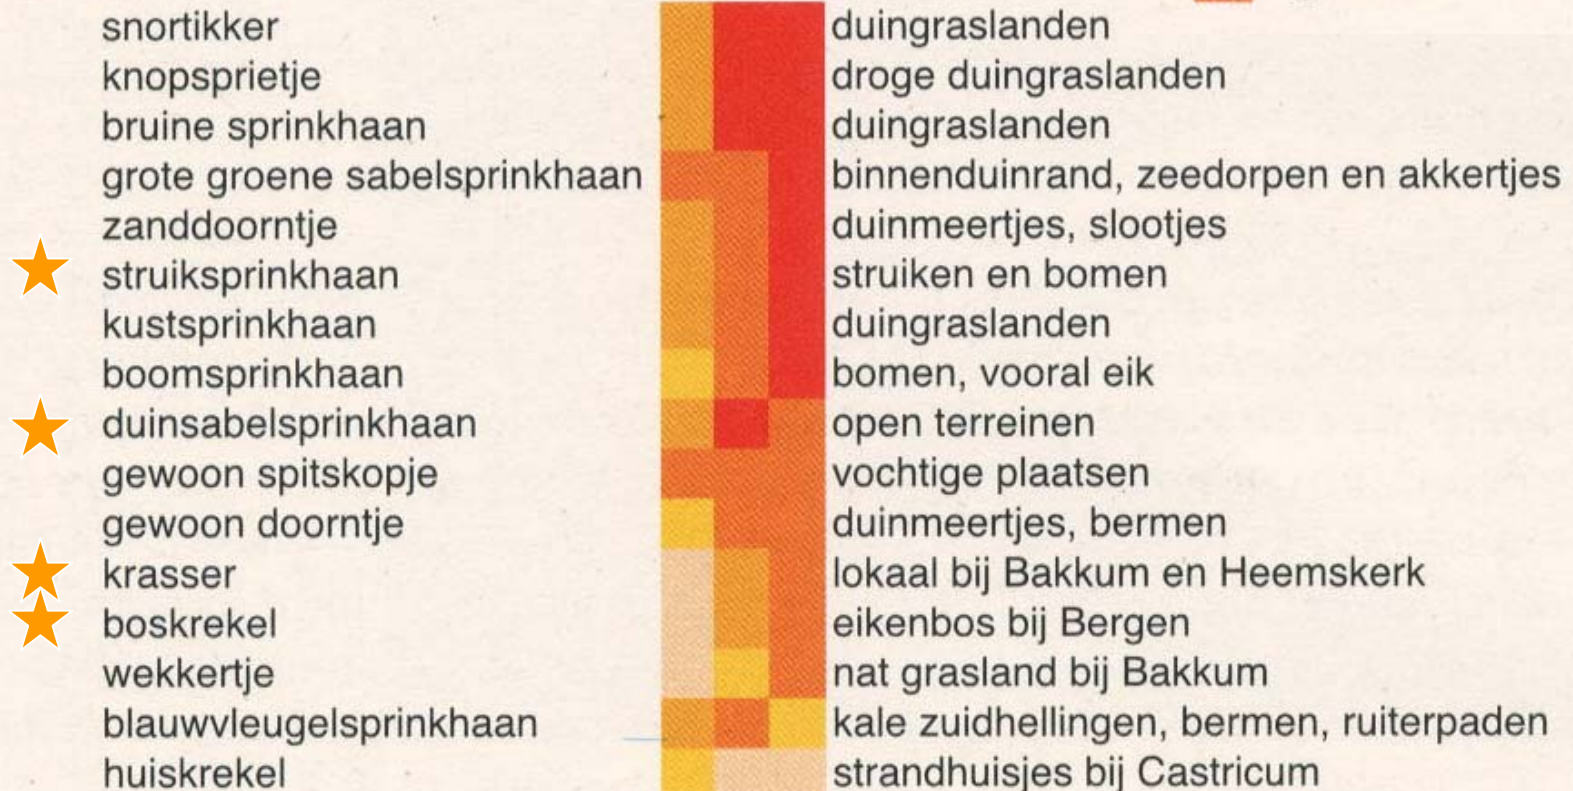 snortikker duingraslanden
knopsprietje droge duingraslanden
bruine sprinkhaan duingraslanden
grote groene sabelsprinkhaan binnenduinrand, zeedorpen en akkertjes
zanddoorntje duinmeertjes, slootjes
struiksprinkhaan struiken en bomen
kustsprinkhaan duingraslanden
boomsprinkhaan bomen, vooral eik
duinsabelsprinkhaan open terreinen
gewoon spitskopje vochtige plaatsen
gewoon doorntje duinmeertjes, bermen
krasser lokaal bij Bakkum en Heemskerk
boskrekel eikenbos bij Bergen
wekkertje nat grasland bij Bakkum
blauwvleugelsprinkhaan kale zuidhellingen, bermen, ruiterpaden
huiskrekel strandhuisjes bij Castricum